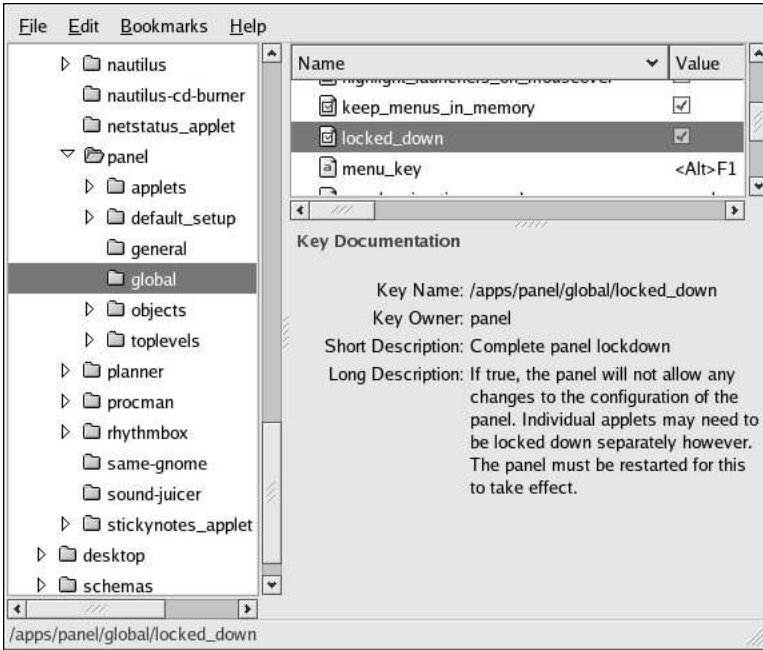 File Edit Bookmarks Help
nautilus
nautilus-cd-burner
netstatus_applet
panel
applets
default_setup
general
global
objects
toplevels
planner
procman
rhythmbox
same-gnome
sound-juicer
stickynotes_applet
desktop
schemas
Name Value
highlight_launchers_on_mouseover
keep_menus_in_memory
locked_down
menu_key <Alt>F1
Key Documentation
Key Name: /apps/panel/global/locked_down
Key Owner: panel
Short Description: Complete panel lockdown
Long Description: If true, the panel will not allow any
changes to the configuration of the
panel. Individual applets may need to
be locked down separately however.
The panel must be restarted for this
to take effect.
/apps/panel/global/locked_down